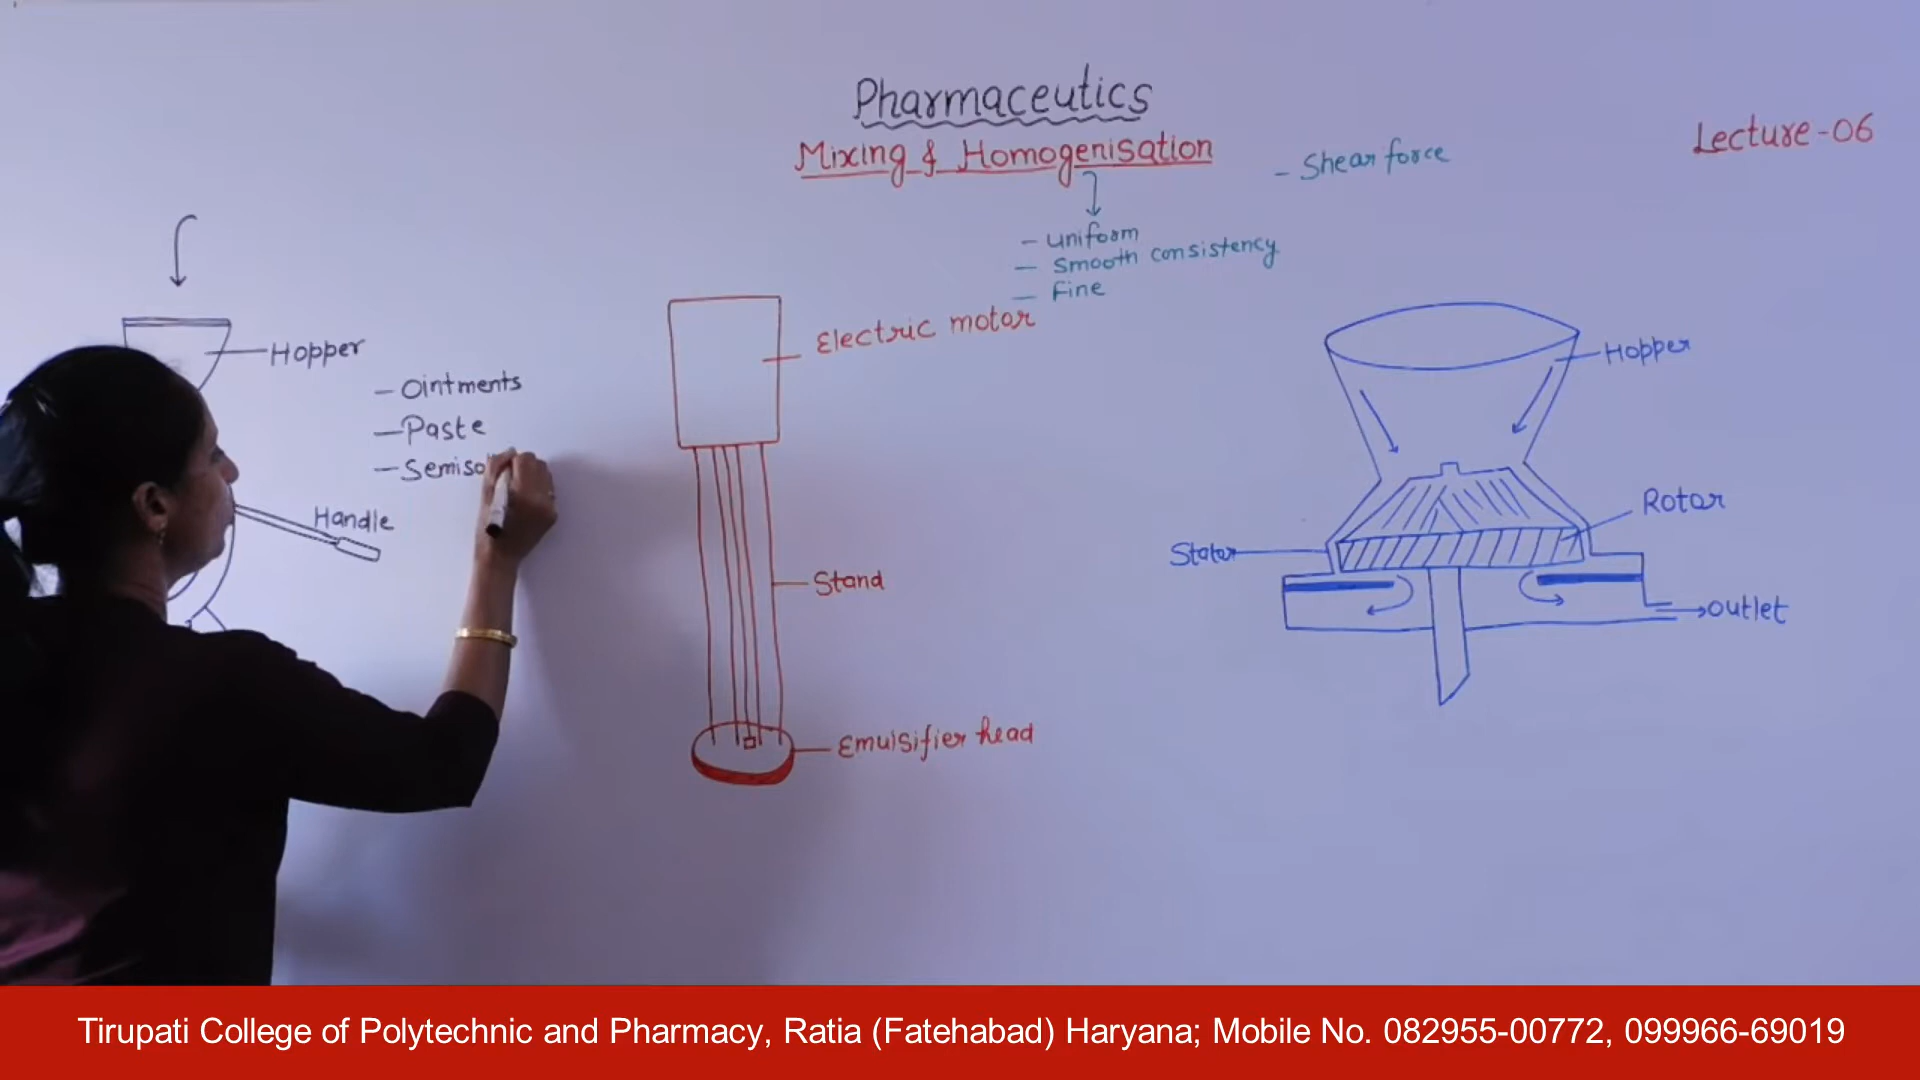 Pharmaceutics
Mixing & Homogenisation
- Shear force
Lecture-06
- uniform
- Smooth consistency
- Fine
Hopper
- Ointments
- Paste
Handle
Electric motor
Stand
Emulsifier head
Hopper
Rotor
Stator
Outlet
Tirupati College of Polytechnic and Pharmacy, Ratia (Fatehabad) Haryana; Mobile No. 082955-00772, 099966-69019